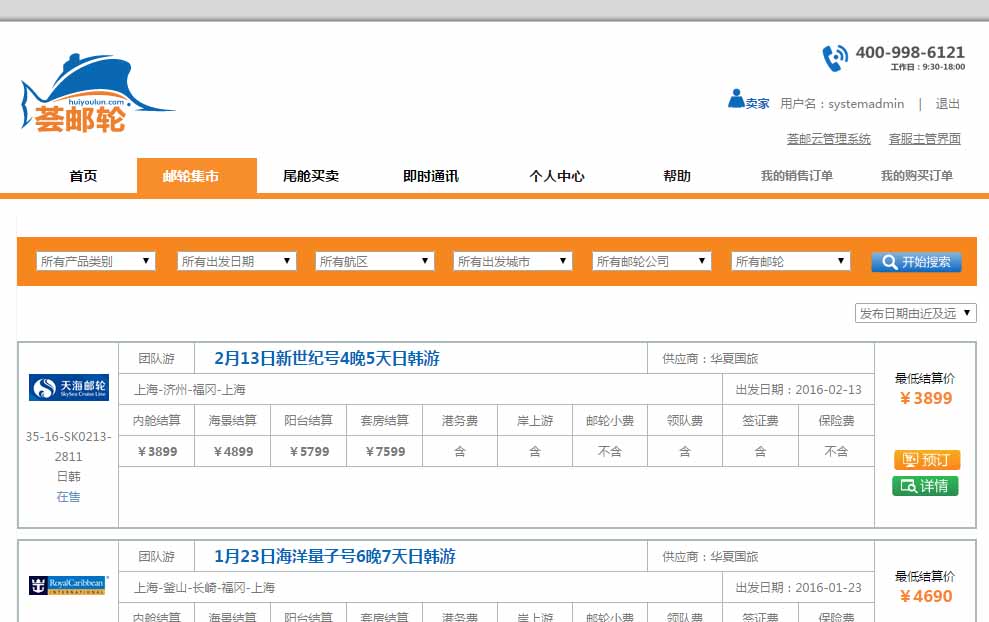 400-998-6121
工作日：9:30-18:00
huiyoulun.com
荟邮轮
卖家 用户名：systemadmin | 退出
荟邮云管理系统 客服主管界面
首页 邮轮集市 尾舱买卖 即时通讯 个人中心 帮助 我的销售订单 我的购买订单
所有产品类别 所有出发日期 所有航区 所有出发城市 所有邮轮公司 所有邮轮 开始搜索
发布日期由近及远
团队游 2月13日新世纪号4晚5天日韩游 供应商：华夏国旅
天海邮轮
SkySea Cruise Line
35-16-SK0213-
2811
日韩
在售
上海-济州-福冈-上海 出发日期：2016-02-13
内舱结算 海景结算 阳台结算 套房结算 港务费 岸上游 邮轮小费 领队费 签证费 保险费
￥3899 ￥4899 ￥5799 ￥7599 含 含 不含 含 含 不含
最低结算价
￥3899
预订
详情
团队游 1月23日海洋量子号6晚7天日韩游 供应商：华夏国旅
RoyalCaribbean
INTERNATIONAL
上海-釜山-长崎-福冈-上海 出发日期：2016-01-23
内舱结算 海景结算 阳台结算 套房结算 港务费 岸上游 邮轮小费 领队费 签证费 保险费
最低结算价
￥4690